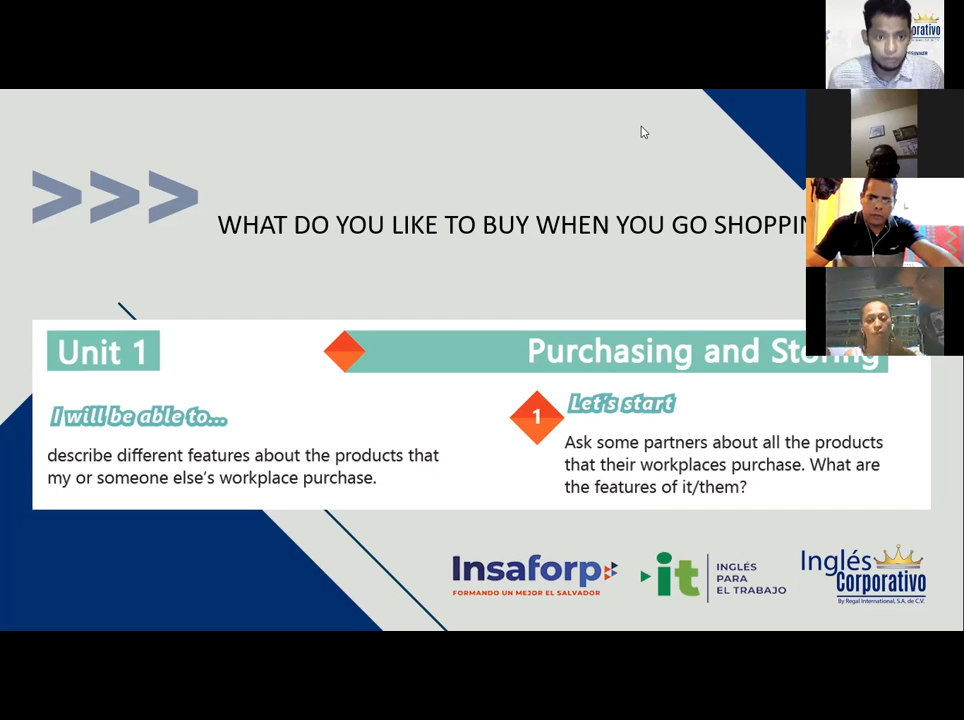 orativo
>>>
WHAT DO YOU LIKE TO BUY WHEN YOU GO SHOPPIN
Unit 1
Purchasing and Storing
I will be able to...
describe different features about the products that
my or someone else's workplace purchase.
1
Let's start
Ask some partners about all the products
that their workplaces purchase. What are
the features of it/them?
Insaforp
FORMANDO UN MEJOR EL SALVADOR
it
INGLÉS
PARA
EL TRABAJO
Inglés
Corporativo
By Regal International, S.A. de C.V.